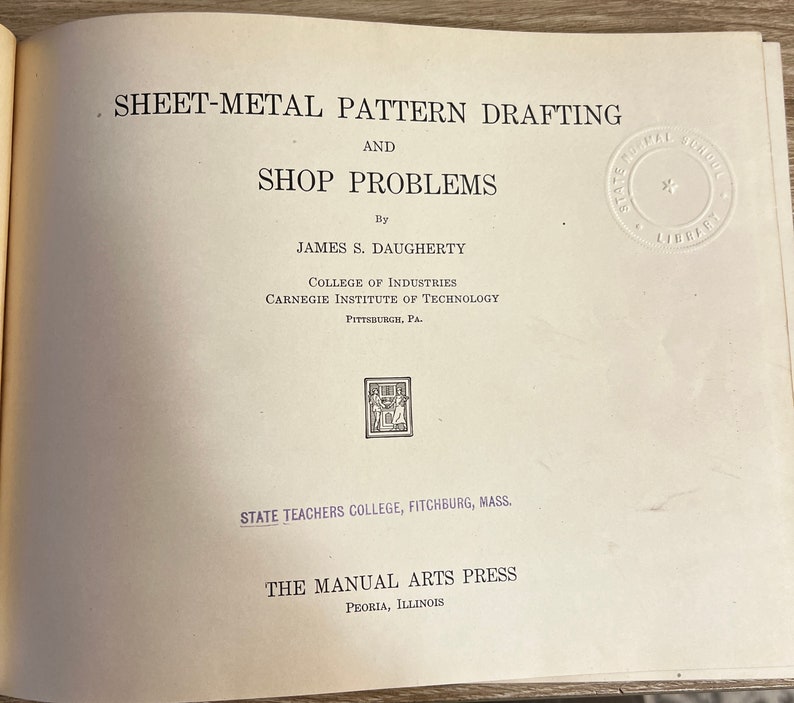 SHEET-METAL PATTERN DRAFTING
AND
SHOP PROBLEMS
By
JAMES S. DAUGHERTY
COLLEGE OF INDUSTRIES
CARNEGIE INSTITUTE OF TECHNOLOGY
PITTSBURGH, PA.
STATE NORMAL SCHOOL
LIBRARY
STATE TEACHERS COLLEGE, FITCHBURG, MASS.
THE MANUAL ARTS PRESS
PEORIA, ILLINOIS